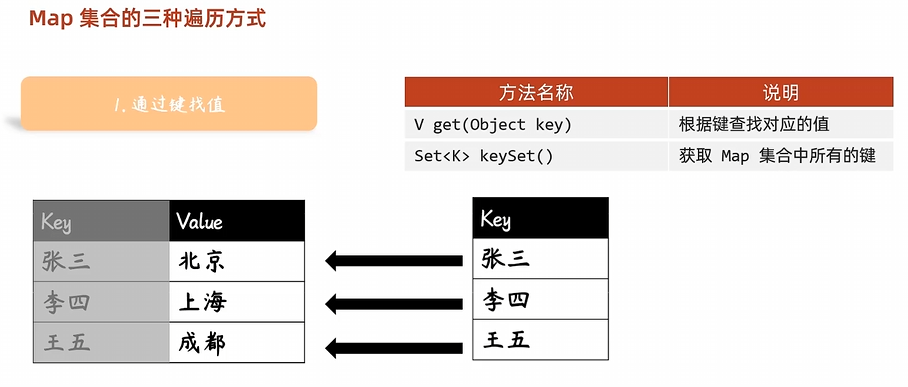 Map 集合的三种遍历方式
1. 通过键找值
方法名称 说明
V get(Object key) 根据键查找对应的值
Set<K> keySet() 获取 Map 集合中所有的键
Key Value
张三 北京
李四 上海
王五 成都
Key
张三
李四
王五